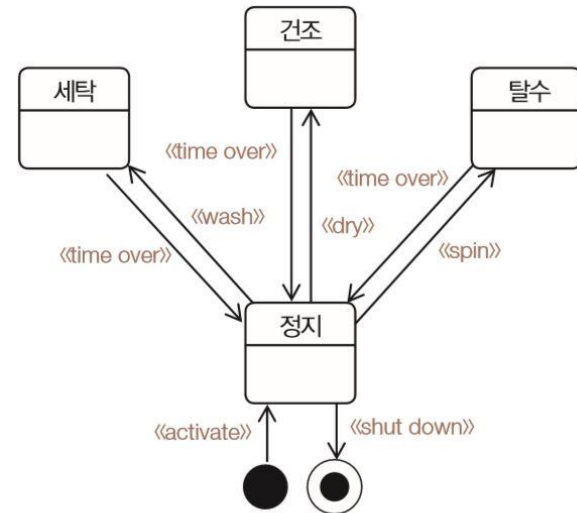 건조
세탁
탈수
《time over》
《time over》
《wash》
《dry》
《time over》
《spin》
정지
《activate》
《shut down》